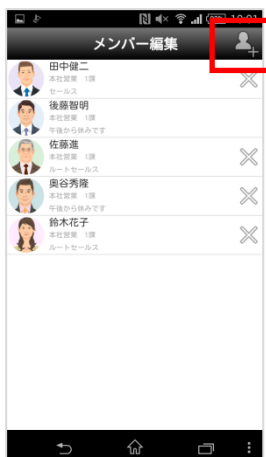 10:01
メンバー編集
田中健二
本社営業 1課
セールス
後藤智明
本社営業 1課
午後から休みです
佐藤進
本社営業 1課
ルートセールス
奥谷秀隆
本社営業 1課
午後から休みです
鈴木花子
本社営業 1課
ルートセールス